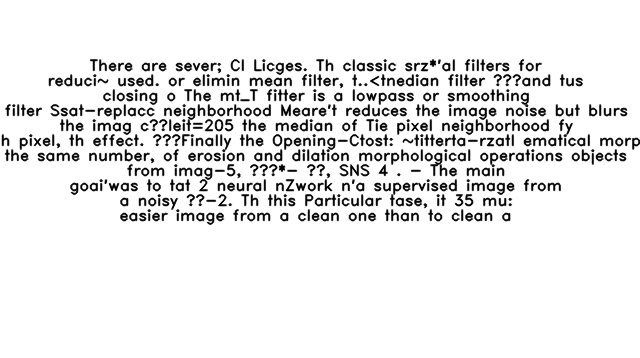 There are sever; Cl Licges. Th classic srz*'al filters for
reduci~ used. or elimin mean filter, t..<tnedian filter ???and tus
closing o The mt_T fitter is a lowpass or smoothing
filter Ssat-replacc neighborhood Meare't reduces the image noise but blurs
the imag c??leif=205 the median of Tie pixel neighborhood fy
h pixel, th effect. ???Finally the Opening-Ctost: ~titterta-rzatl ematical morp
the same number, of erosion and dilation morphological operations objects
from imag-5, ???*- ??, SNS 4 . - The main
goai'was to tat 2 neural nZwork n'a supervised image from
a noisy ??-2. Th this Particular fase, it 35 mu:
easier image from a clean one than to clean a